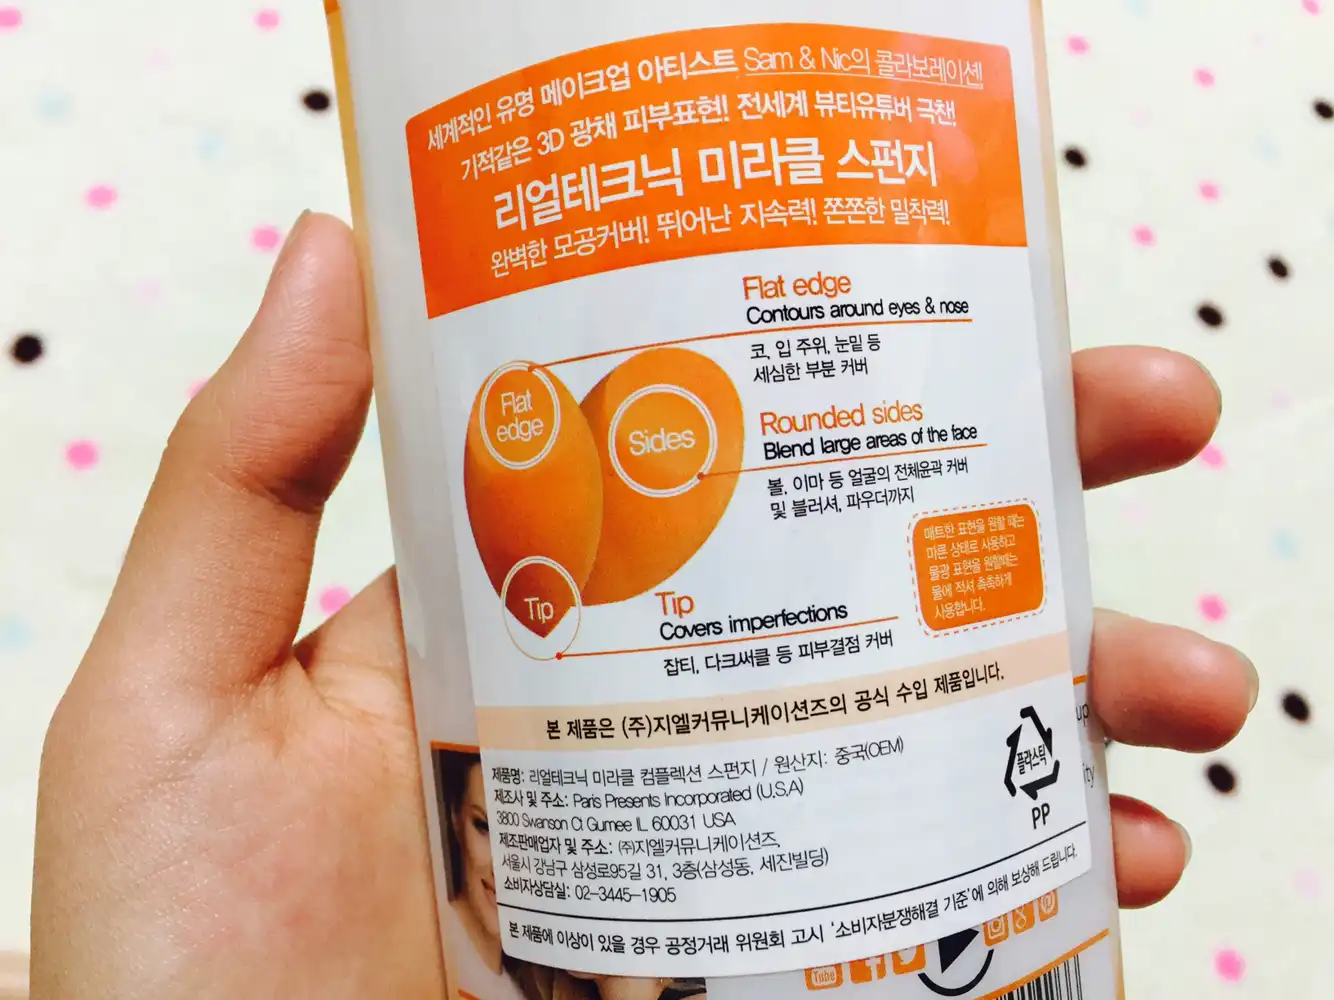 세계적인 유명 메이크업 아티스트 Sam & Nic의 콜라보레이션!
기적같은 3D 광채 피부표현! 전세계 뷰티유튜버 극찬!
리얼테크닉 미라클 스펀지
완벽한 모공커버! 뛰어난 지속력! 쫀쫀한 밀착력!
Flat edge
Contours around eyes & nose
코, 입 주위, 눈밑 등
세심한 부분 커버
Flat
edge
Sides
Rounded sides
Blend large areas of the face
볼, 이마 등 얼굴의 전체윤곽 커버
및 블러셔, 파우더까지
매트한 표현을 원할 때는
마른 상태로 사용하고
물광 표현을 원할때는
물에 적셔 촉촉하게
사용합니다.
Tip
Tip
Covers imperfections
잡티, 다크써클 등 피부결점 커버
본 제품은 (주)지엘커뮤니케이션즈의 공식 수입 제품입니다.
제품명: 리얼테크닉 미라클 컴플렉션 스펀지 / 원산지: 중국(OEM)
제조사 및 주소: Paris Presents Incorporated (U.S.A)
3800 Swanson Ct Gurnee IL 60031 USA
제조판매업자 및 주소: ㈜지엘커뮤니케이션즈,
서울시 강남구 삼성로95길 31, 3층(삼성동, 세진빌딩)
소비자상담실: 02-3445-1905
플라스틱
PP
본 제품에 이상이 있을 경우 공정거래 위원회 고시 '소비자분쟁해결 기준'에 의해 보상해 드립니다.
up
ity
Tube